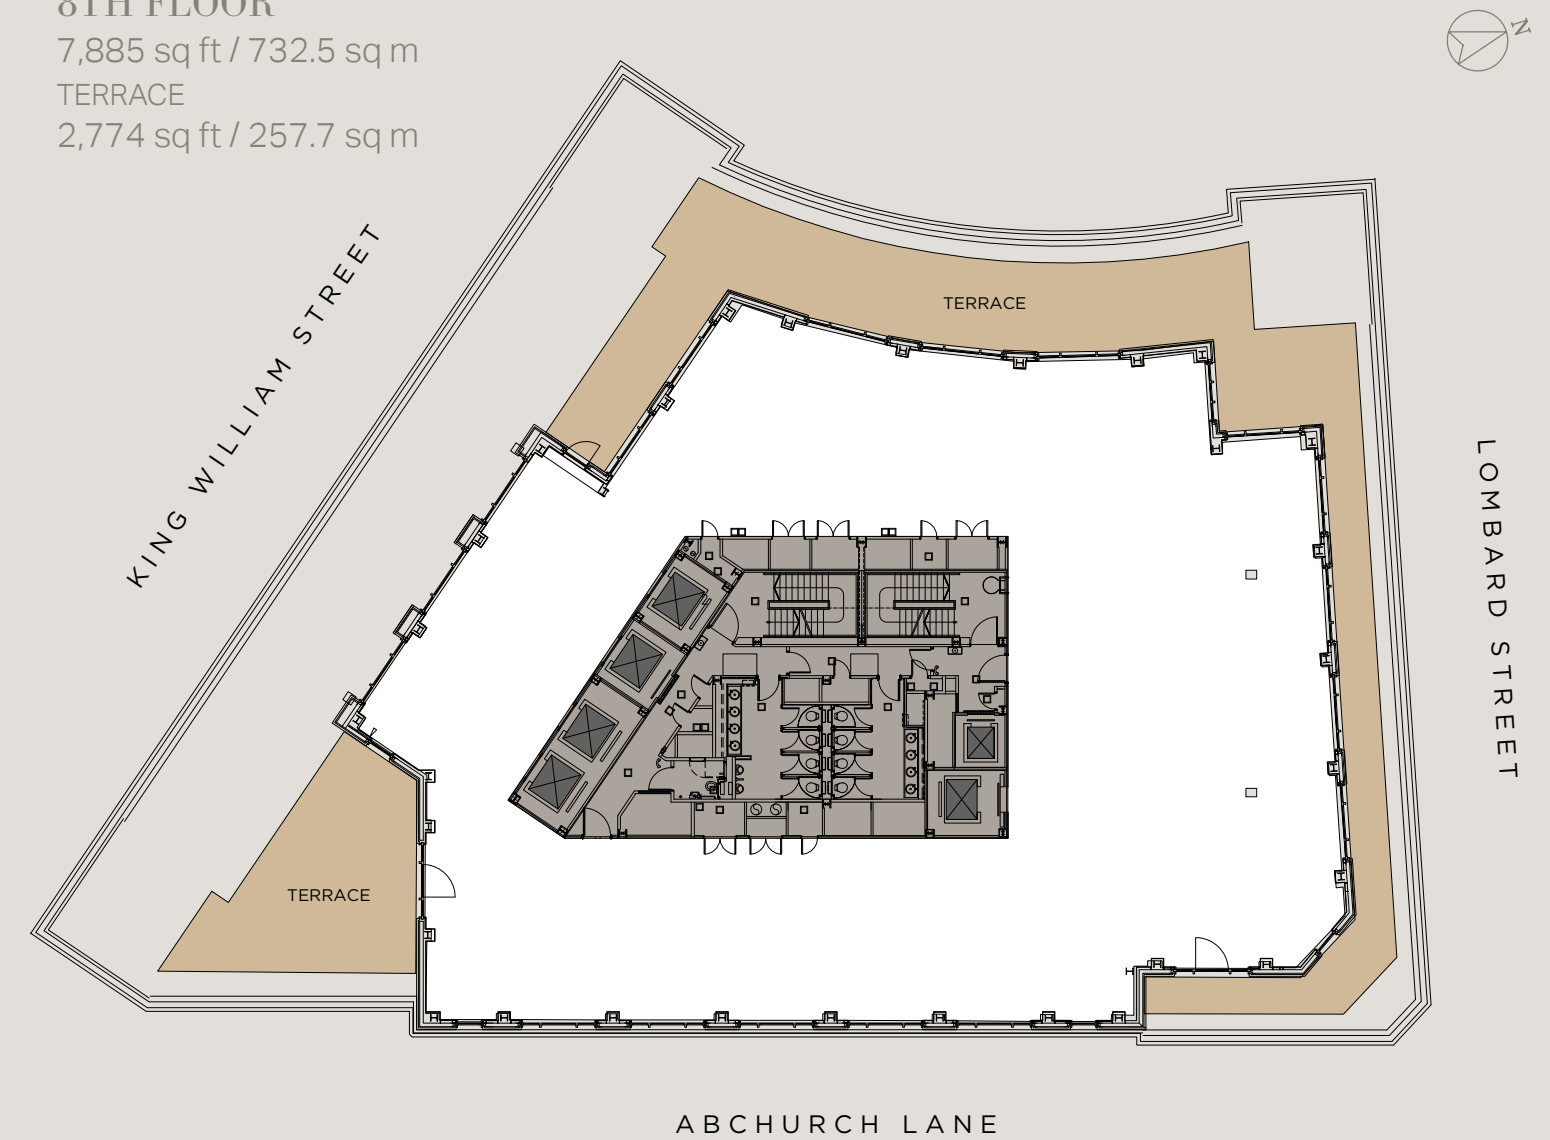 8TH FLOOR
7,885 sq ft / 732.5 sq m
TERRACE
2,774 sq ft / 257.7 sq m
N
KING WILLIAM STREET
TERRACE
LOMBARD STREET
TERRACE
ABCHURCH LANE